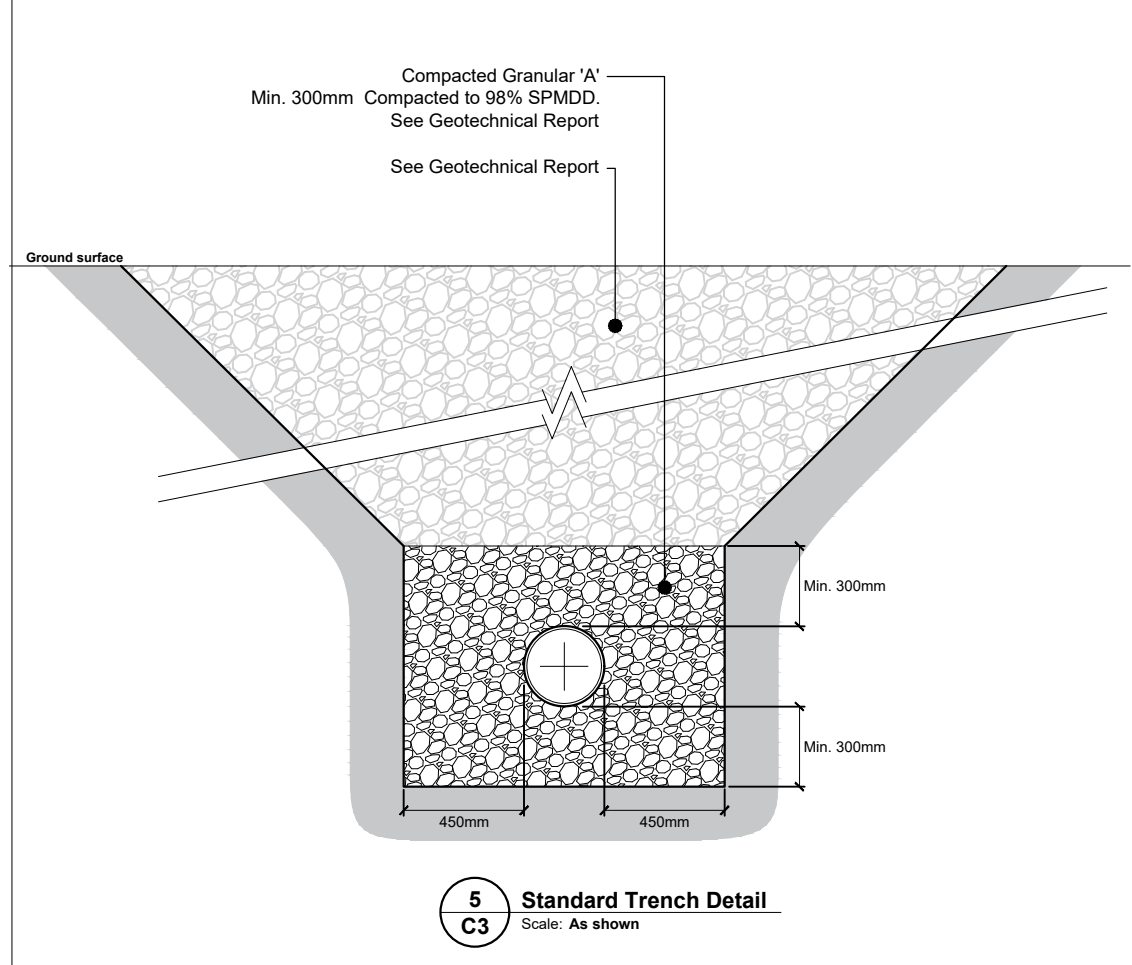 Compacted Granular 'A'
Min. 300mm Compacted to 98% SPMDD.
See Geotechnical Report
See Geotechnical Report
Ground surface
Min. 300mm
Min. 300mm
450mm
450mm
5
C3
Standard Trench Detail
Scale: As shown